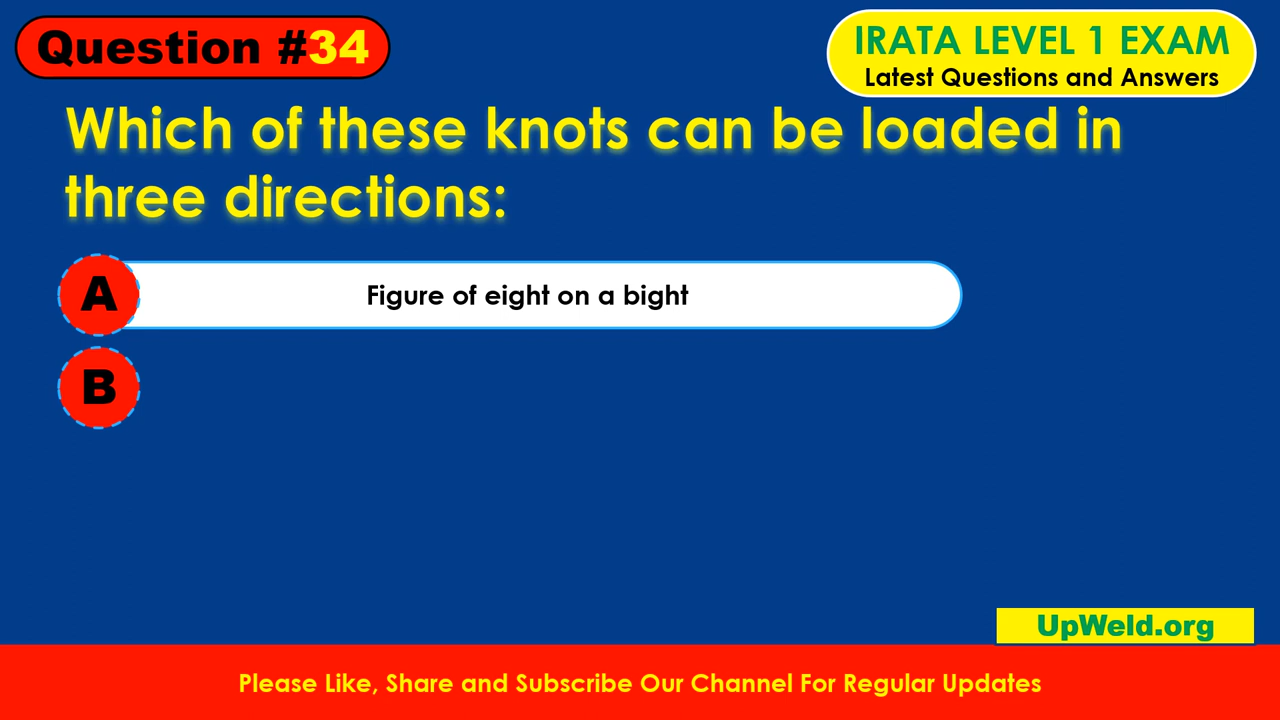 Question #34
IRATA LEVEL 1 EXAM
Latest Questions and Answers
Which of these knots can be loaded in
three directions:
A
Figure of eight on a bight
B
UpWeld.org
Please Like, Share and Subscribe Our Channel For Regular Updates